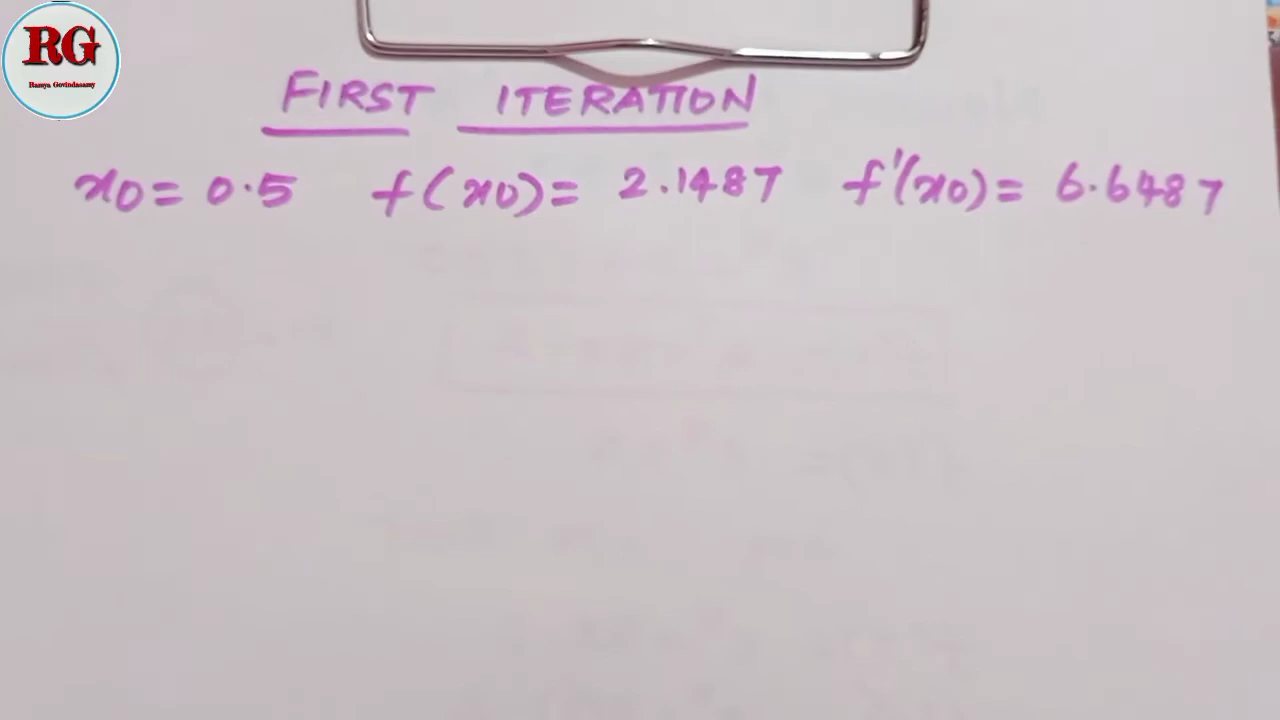 RG
Ramya Govindasamy
FIRST ITERATION
x0 = 0.5 f(x0) = 2.1487 f'(x0) = 6.6487